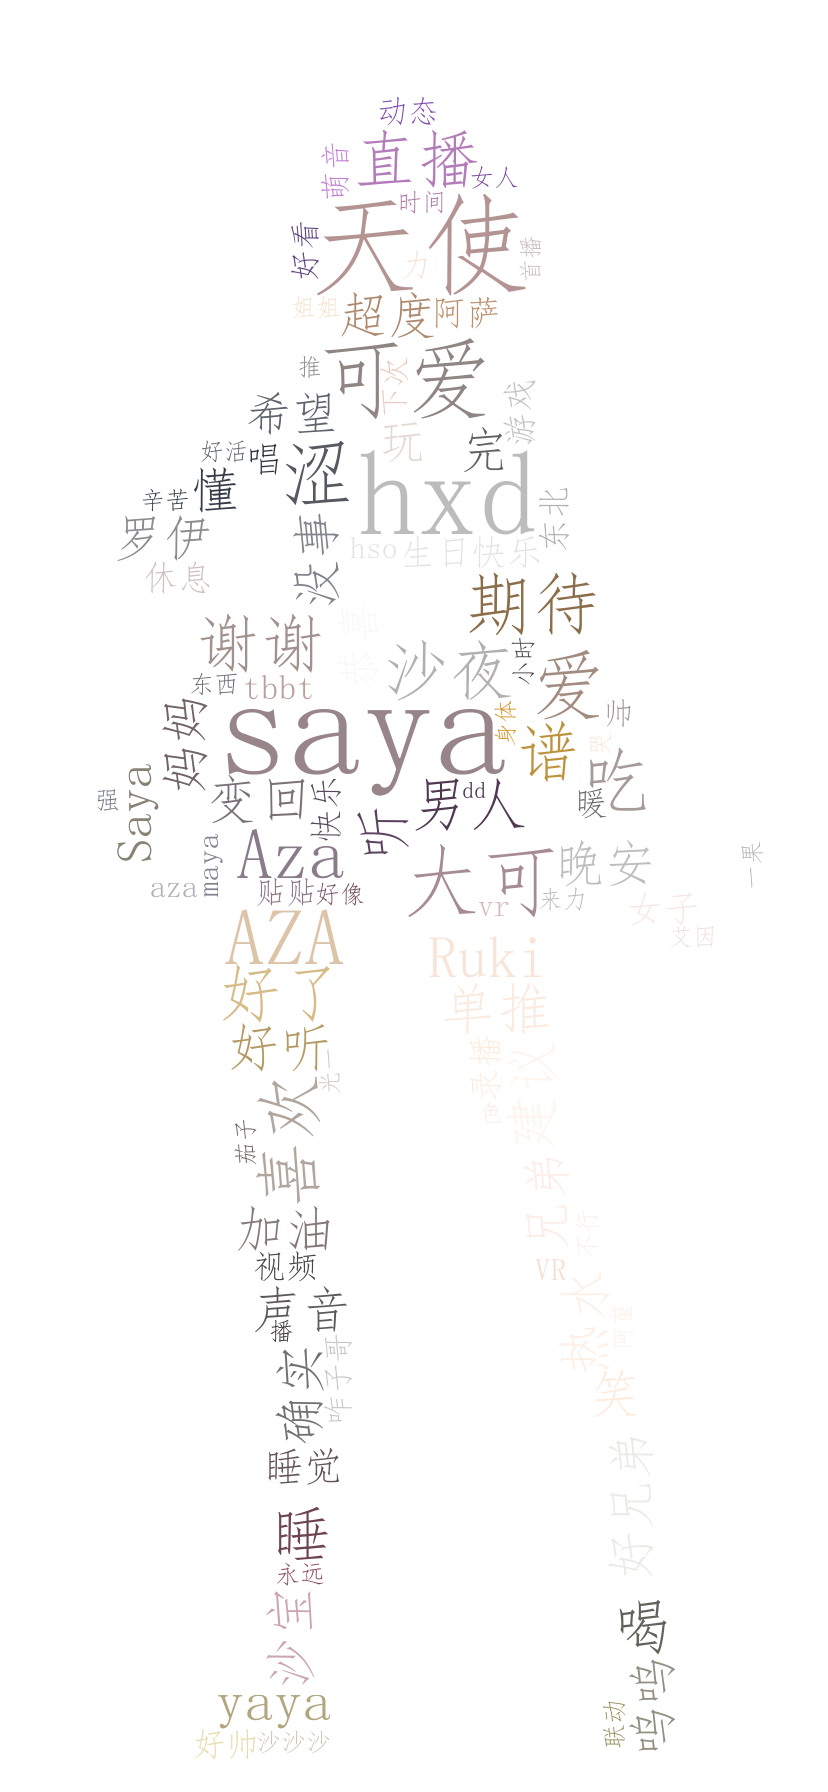 动态
直播
萌音
女人
时间
天使
好看
首播
力
姐姐
超度
阿萨
可爱
推
下次
希望
游戏
玩
完
好活
唱
涩
懂
hxd
辛苦
罗伊
没事
东北
hso
生日快乐
休息
期待
恭喜
谢谢
沙夜
小时
爱
东西
tbbt
妈妈
saya
身体
帅
谱
哭
吃
强
Saya
变回
快乐
听
男人
dd
暖
Aza
maya
大可
晚安
一果
aza
贴贴
好像
vr
来力
女子
艾因
AZA
Ruki
好了
单推
好听
录播
建议
光一
色
喜欢
茄子
兄弟
加油
不行
视频
VR
声音
播
热水
阿董
确实
咋子哥
笑
睡觉
好兄弟
睡
永远
沙宝
喝
呜呜
yaya
联动
好帅
沙沙沙